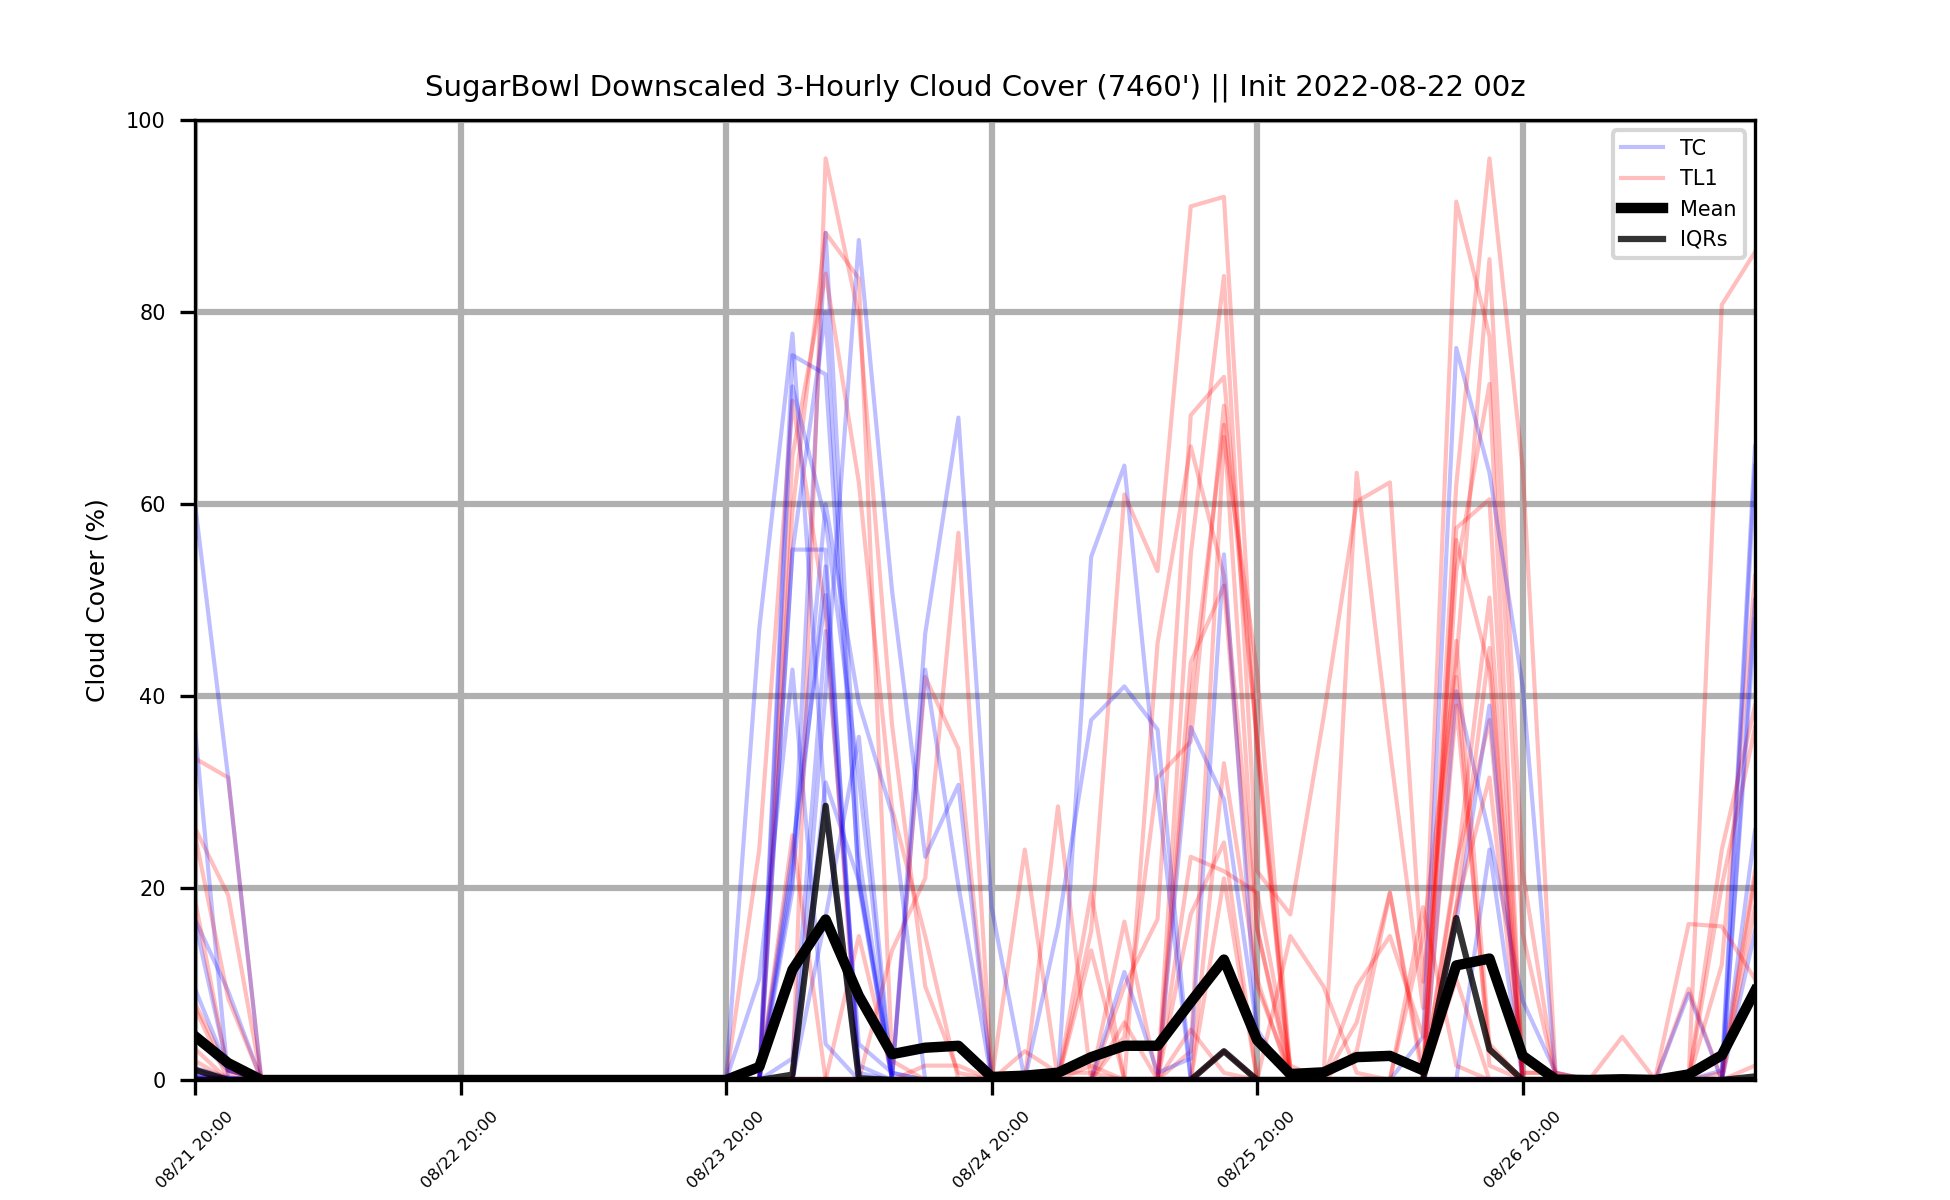 SugarBowl Downscaled 3-Hourly Cloud Cover (7460') || Init 2022-08-22 00z
TC
TL1
Mean
IQRs
Cloud Cover (%)
100
80
60
40
20
0
08/21 20:00
08/22 20:00
08/23 20:00
08/24 20:00
08/25 20:00
08/26 20:00